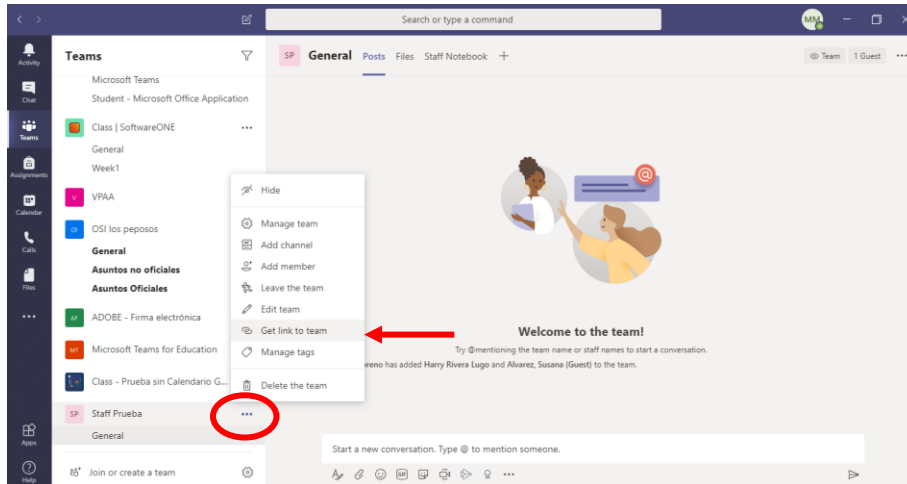 Search or type a command
MM
Activity
Chat
Teams
Assignments
Calendar
Calls
Files
Apps
Help
Teams
Microsoft Teams
Student - Microsoft Office Application
Class | SoftwareONE
General
Week1
V
VPAA
OI
OSI los peposos
General
Asuntos no oficiales
Asuntos Oficiales
AF
ADOBE - Firma electrónica
MT
Microsoft Teams for Education
Class - Prueba sin Calendario G...
SP
Staff Prueba
General
Join or create a team
Hide
Manage team
Add channel
Add member
Leave the team
Edit team
Get link to team
Manage tags
Delete the team
SP General Posts Files Staff Notebook
Team 1 Guest
@
Welcome to the team!
Try @mentioning the team name or staff names to start a conversation.
reno has added Harry Rivera Lugo and Alvarez, Susana (Guest) to the team.
Start a new conversation. Type @ to mention someone.
GIF